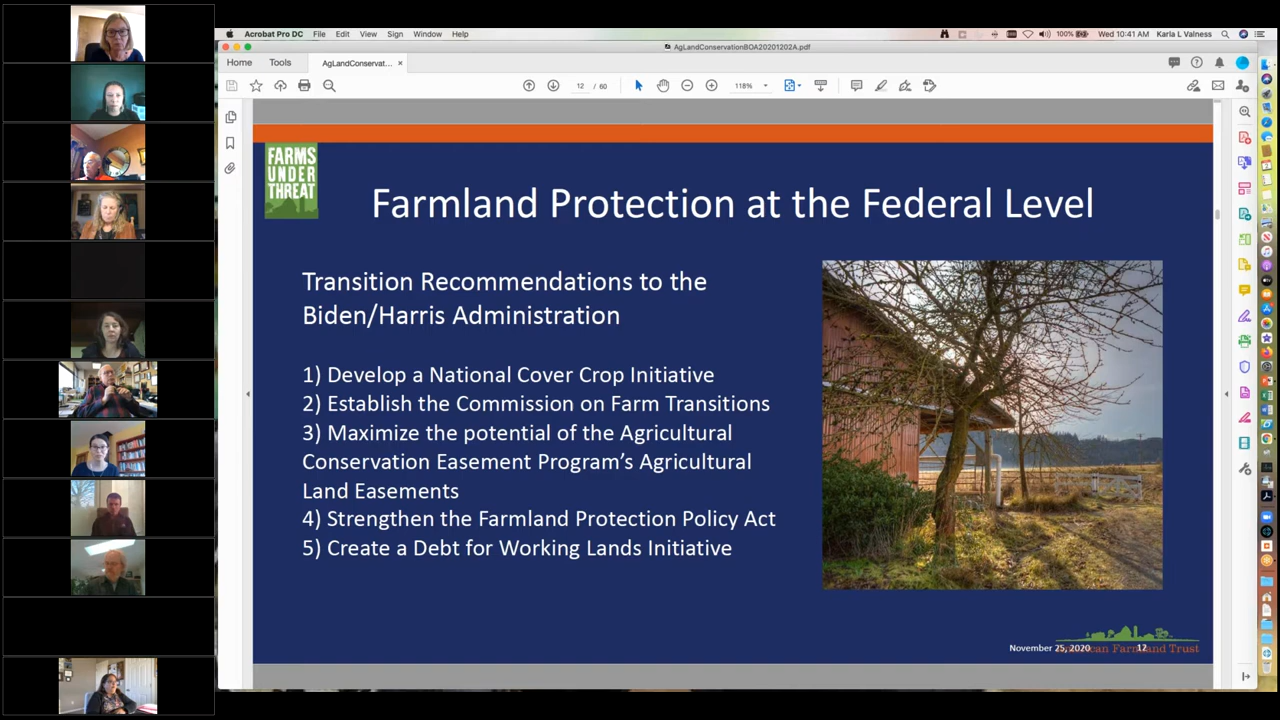 Acrobat Pro DC File Edit View Sign Window Help
100% Wed 10:41 AM Karla L Valness
AgLandConservationBOA20201202A.pdf
Home Tools AgLandConservat... ×
12 / 60 118%
FARMS
UNDER
THREAT
Farmland Protection at the Federal Level
Transition Recommendations to the
Biden/Harris Administration
1) Develop a National Cover Crop Initiative
2) Establish the Commission on Farm Transitions
3) Maximize the potential of the Agricultural
Conservation Easement Program’s Agricultural
Land Easements
4) Strengthen the Farmland Protection Policy Act
5) Create a Debt for Working Lands Initiative
November 25, 2020 12
American Farmland Trust